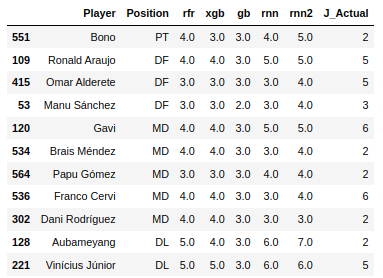 Player Position rfr xgb gb rnn rnn2 J_Actual
551 Bono PT 4.0 3.0 3.0 4.0 5.0 2
109 Ronald Araujo DF 4.0 4.0 3.0 5.0 5.0 5
415 Omar Alderete DF 3.0 3.0 3.0 3.0 4.0 5
53 Manu Sánchez DF 3.0 3.0 2.0 3.0 4.0 3
120 Gavi MD 4.0 4.0 3.0 5.0 5.0 6
534 Brais Méndez MD 4.0 4.0 3.0 3.0 4.0 2
564 Papu Gómez MD 3.0 3.0 3.0 4.0 4.0 2
536 Franco Cervi MD 4.0 4.0 3.0 3.0 4.0 6
302 Dani Rodríguez MD 4.0 4.0 3.0 3.0 3.0 2
128 Aubameyang DL 5.0 4.0 3.0 6.0 7.0 2
221 Vinícius Júnior DL 5.0 5.0 3.0 6.0 6.0 5